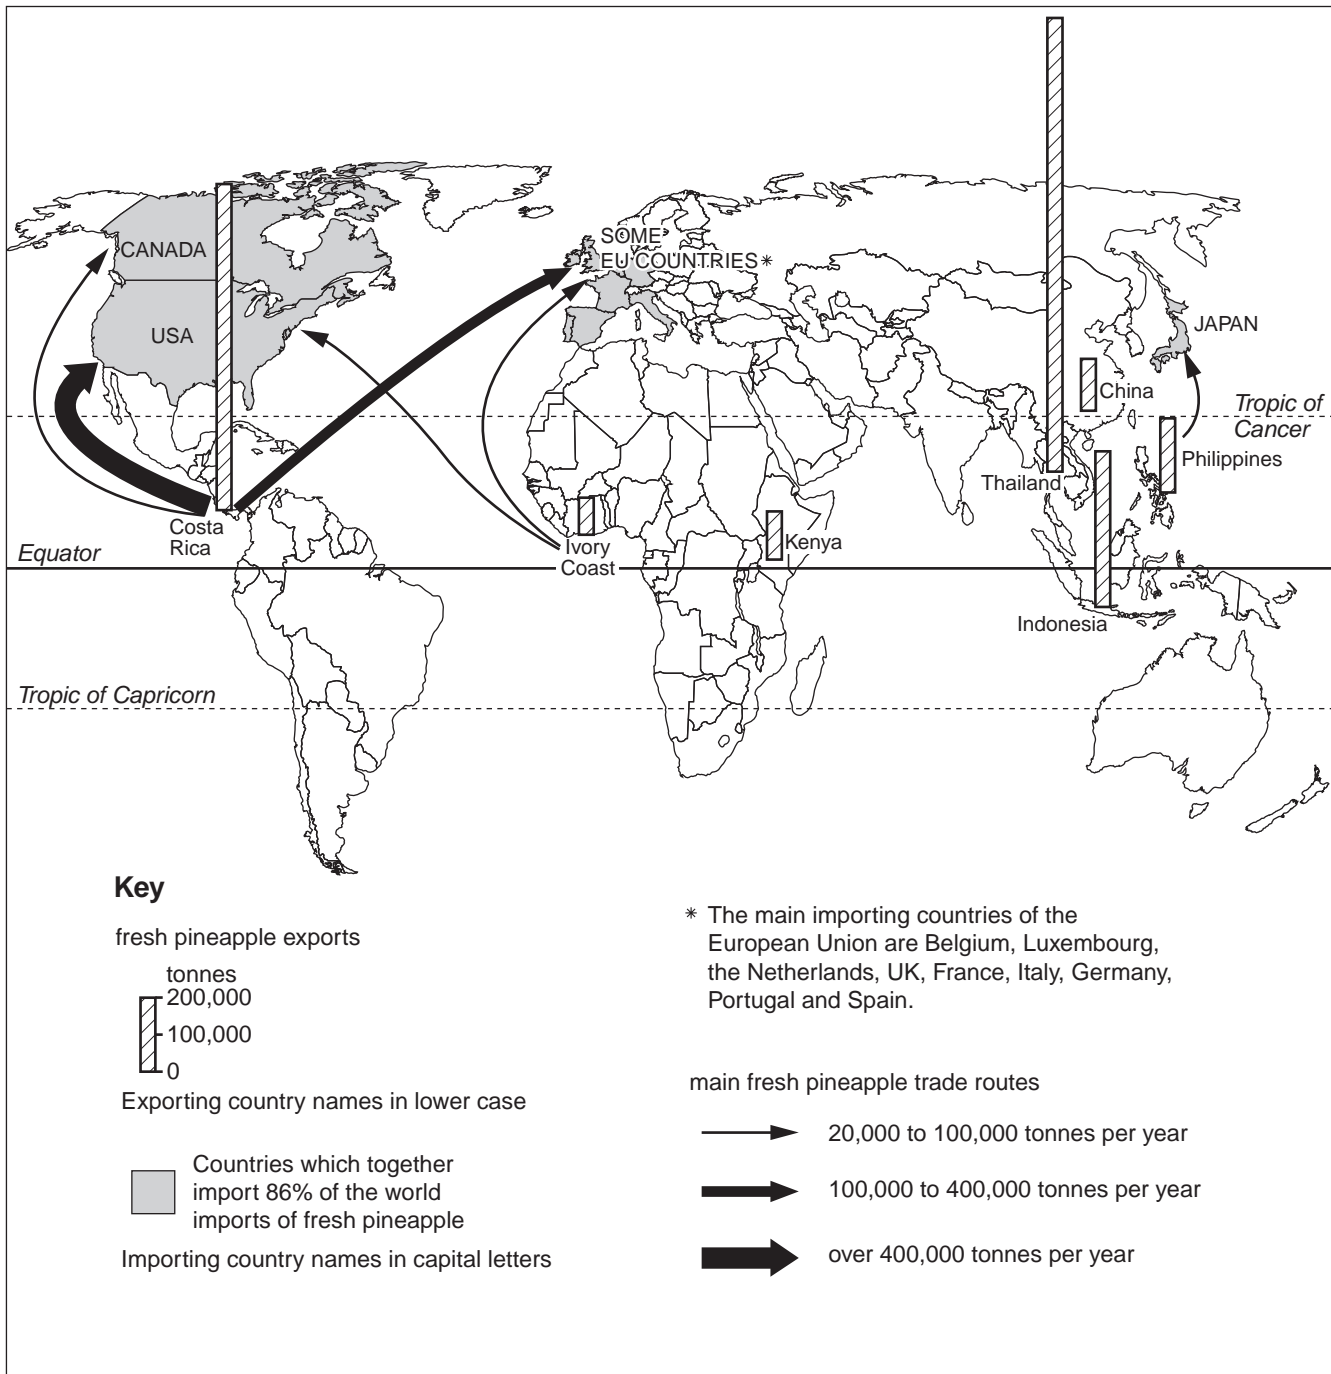 CANADA
USA
SOME
EU COUNTRIES*
JAPAN
China
Tropic of
Cancer
Philippines
Thailand
Costa
Rica
Equator
Ivory
Coast
Kenya
Indonesia
Tropic of Capricorn
Key
fresh pineapple exports
tonnes
200,000
100,000
0
Exporting country names in lower case
Countries which together
import 86% of the world
imports of fresh pineapple
Importing country names in capital letters
* The main importing countries of the
European Union are Belgium, Luxembourg,
the Netherlands, UK, France, Italy, Germany,
Portugal and Spain.
main fresh pineapple trade routes
20,000 to 100,000 tonnes per year
100,000 to 400,000 tonnes per year
over 400,000 tonnes per year